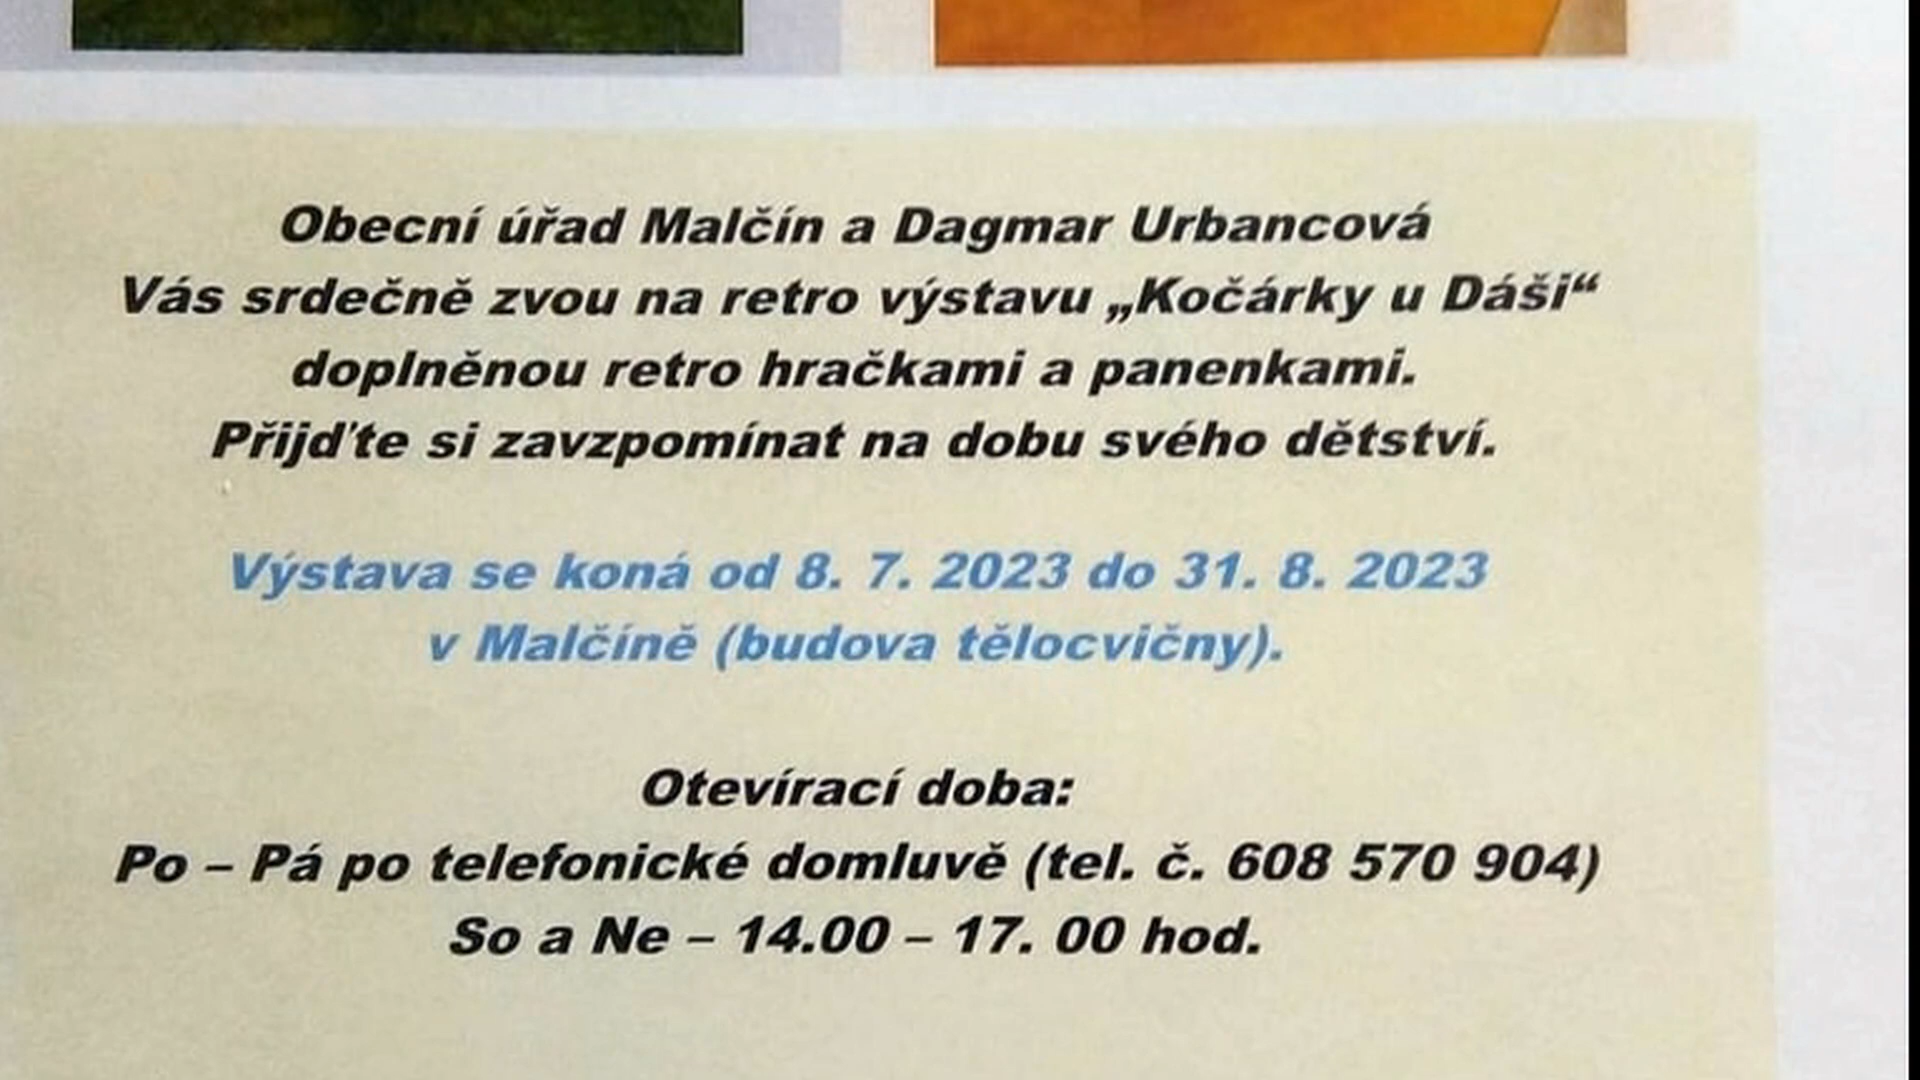 Obecní úřad Malčín a Dagmar Urbancová
Vás srdečně zvou na retro výstavu „Kočárky u Dáši“
doplněnou retro hračkami a panenkami.
Přijďte si zavzpomínat na dobu svého dětství.
Výstava se koná od 8. 7. 2023 do 31. 8. 2023
v Malčíně (budova tělocvičny).
Otevírací doba:
Po – Pá po telefonické domluvě (tel. č. 608 570 904)
So a Ne – 14.00 – 17. 00 hod.